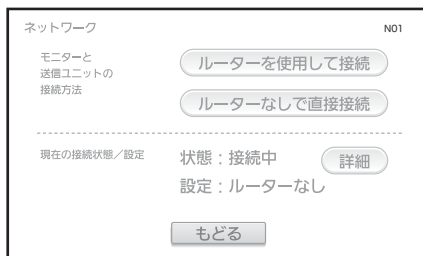 ネットワーク
N01
モニターと
送信ユニットの
接続方法
ルーターを使用して接続
ルーターなしで直接接続
現在の接続状態／設定
状態：接続中
詳細
設定：ルーターなし
もどる